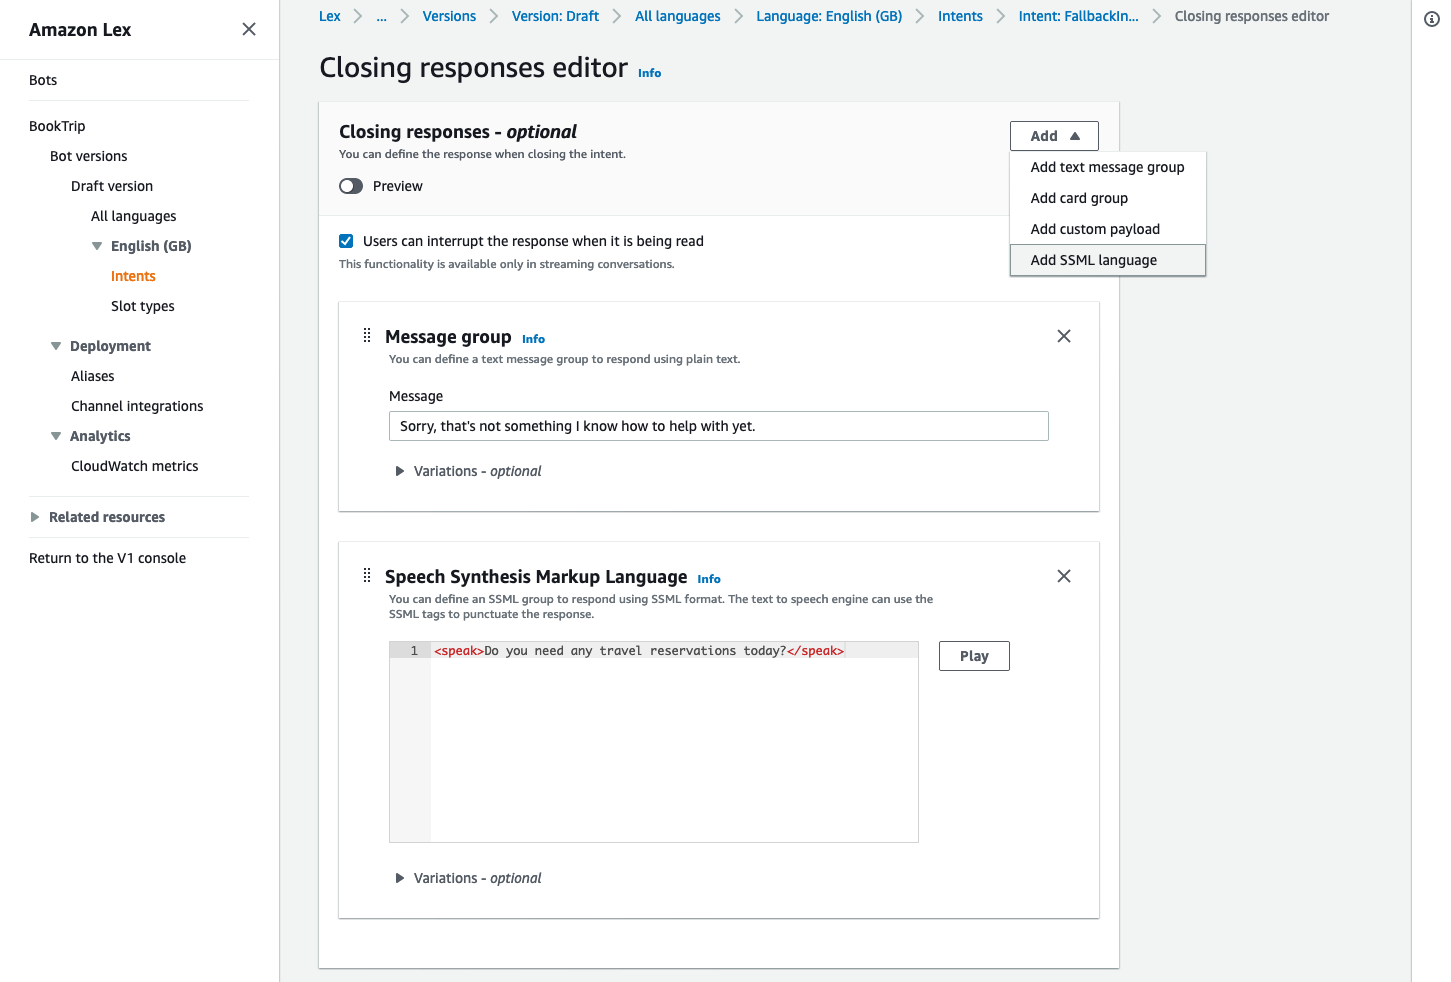 Amazon Lex
Bots
BookTrip
Bot versions
Draft version
All languages
English (GB)
Intents
Slot types
Deployment
Aliases
Channel integrations
Analytics
CloudWatch metrics
Related resources
Return to the V1 console
Lex ... Versions Version: Draft All languages Language: English (GB) Intents Intent: FallbackIn... Closing responses editor
Closing responses editor Info
Closing responses - optional
You can define the response when closing the intent.
Preview
Add
Add text message group
Add card group
Add custom payload
Add SSML language
Users can interrupt the response when it is being read
This functionality is available only in streaming conversations.
Message group Info
You can define a text message group to respond using plain text.
Message
Sorry, that's not something I know how to help with yet.
Variations - optional
Speech Synthesis Markup Language Info
You can define an SSML group to respond using SSML format. The text to speech engine can use the
SSML tags to punctuate the response.
1 <speak>Do you need any travel reservations today?</speak>
Play
Variations - optional